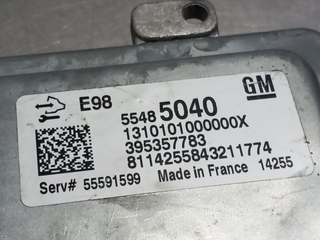 E98
5548 5040
GM
1310101000000X
395357783
8114255843211774
Serv# 55591599 Made in France 14255